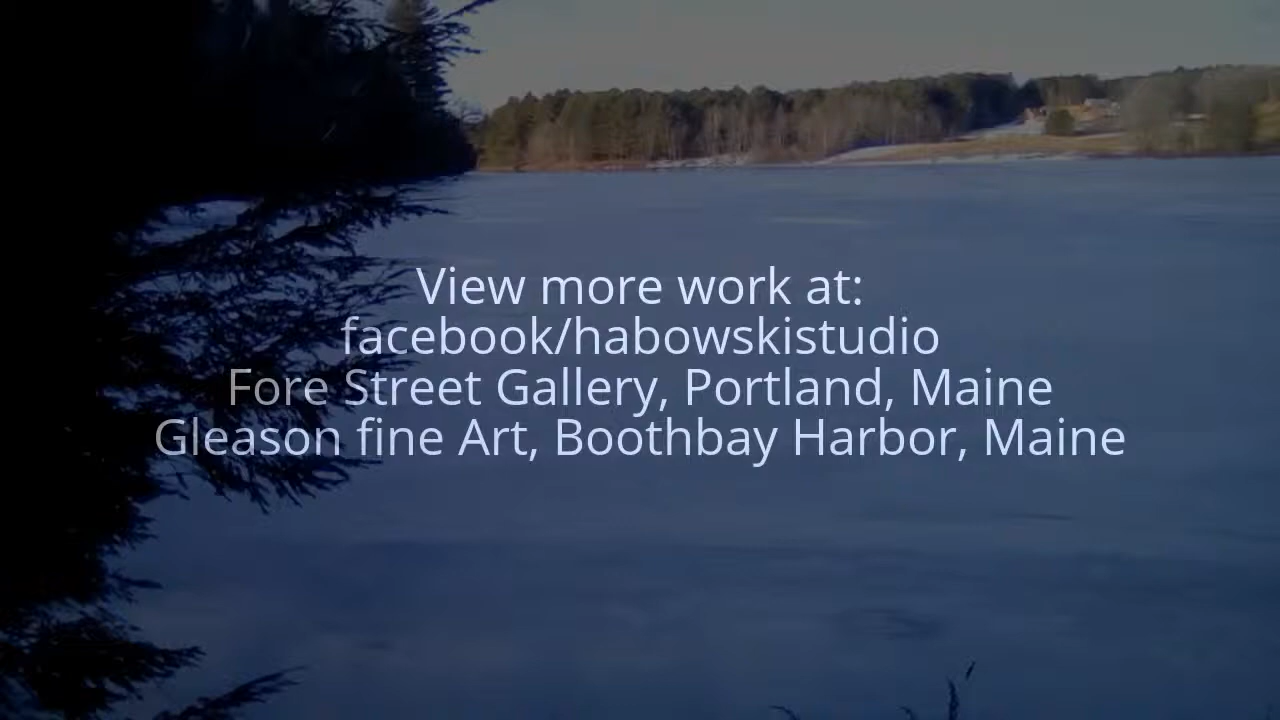 View more work at:
facebook/habowskistudio
Fore Street Gallery, Portland, Maine
Gleason fine Art, Boothbay Harbor, Maine